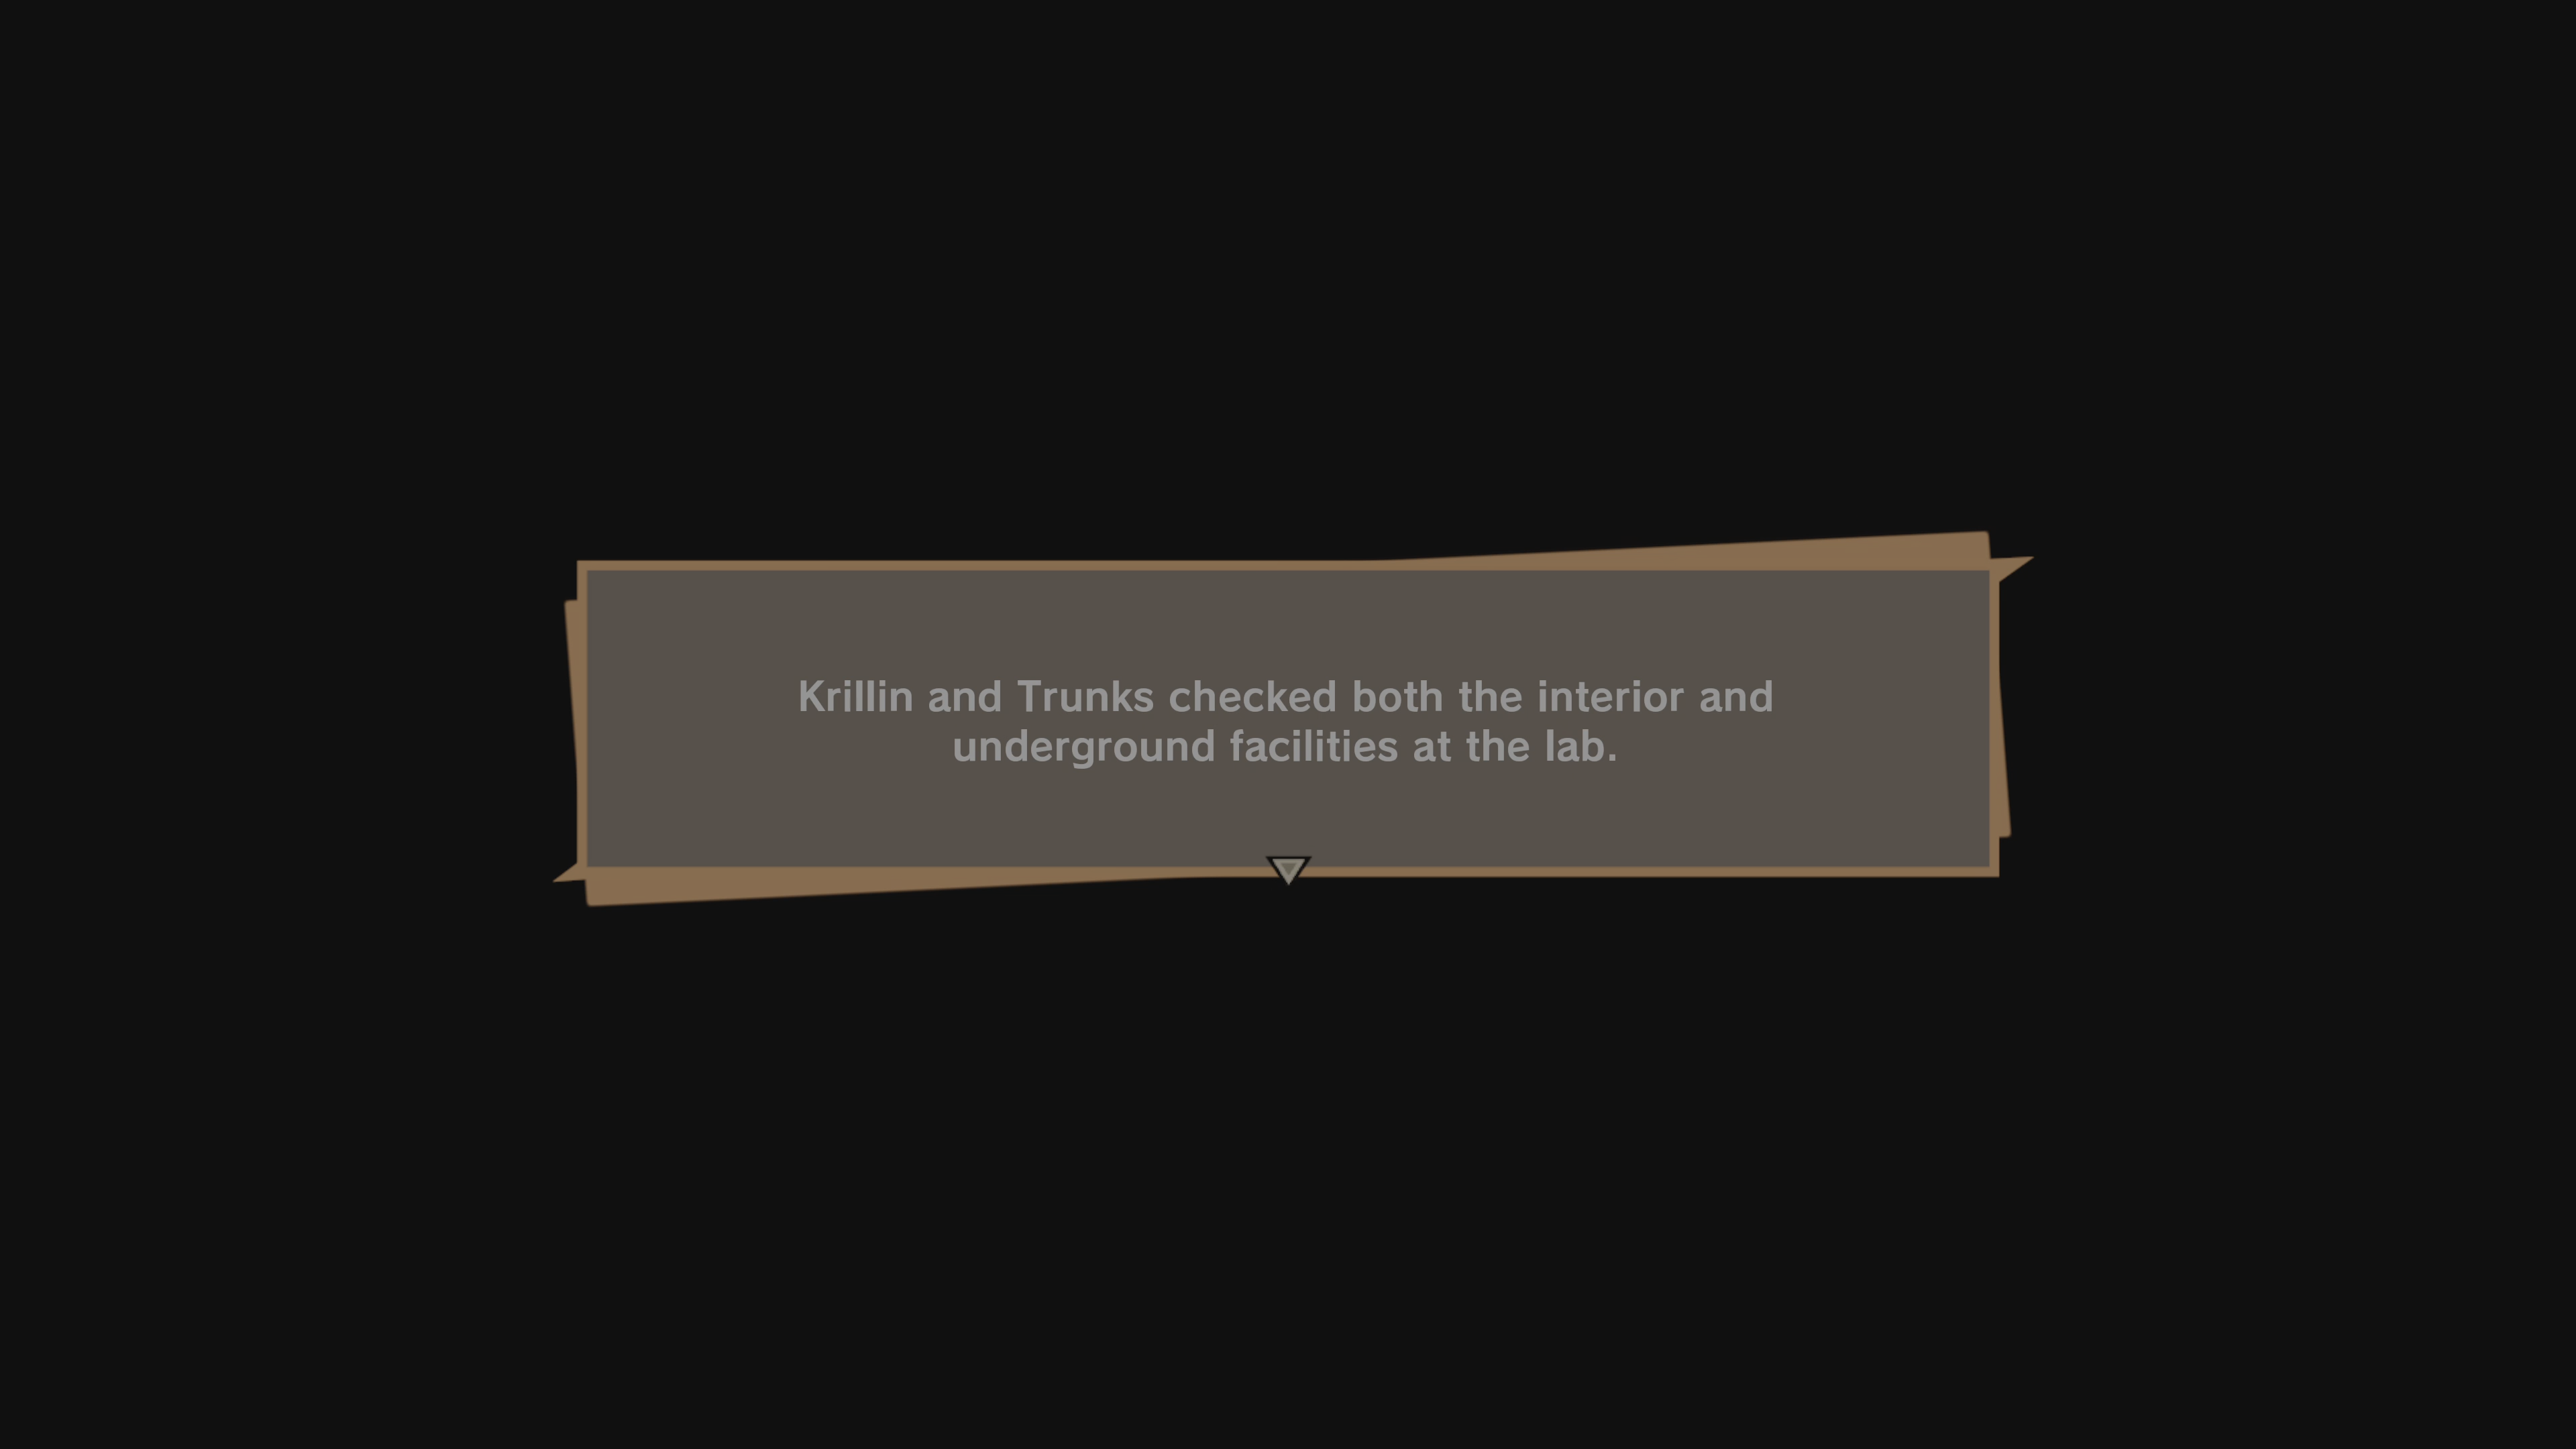 Krillin and Trunks checked both the interior and
underground facilities at the lab.